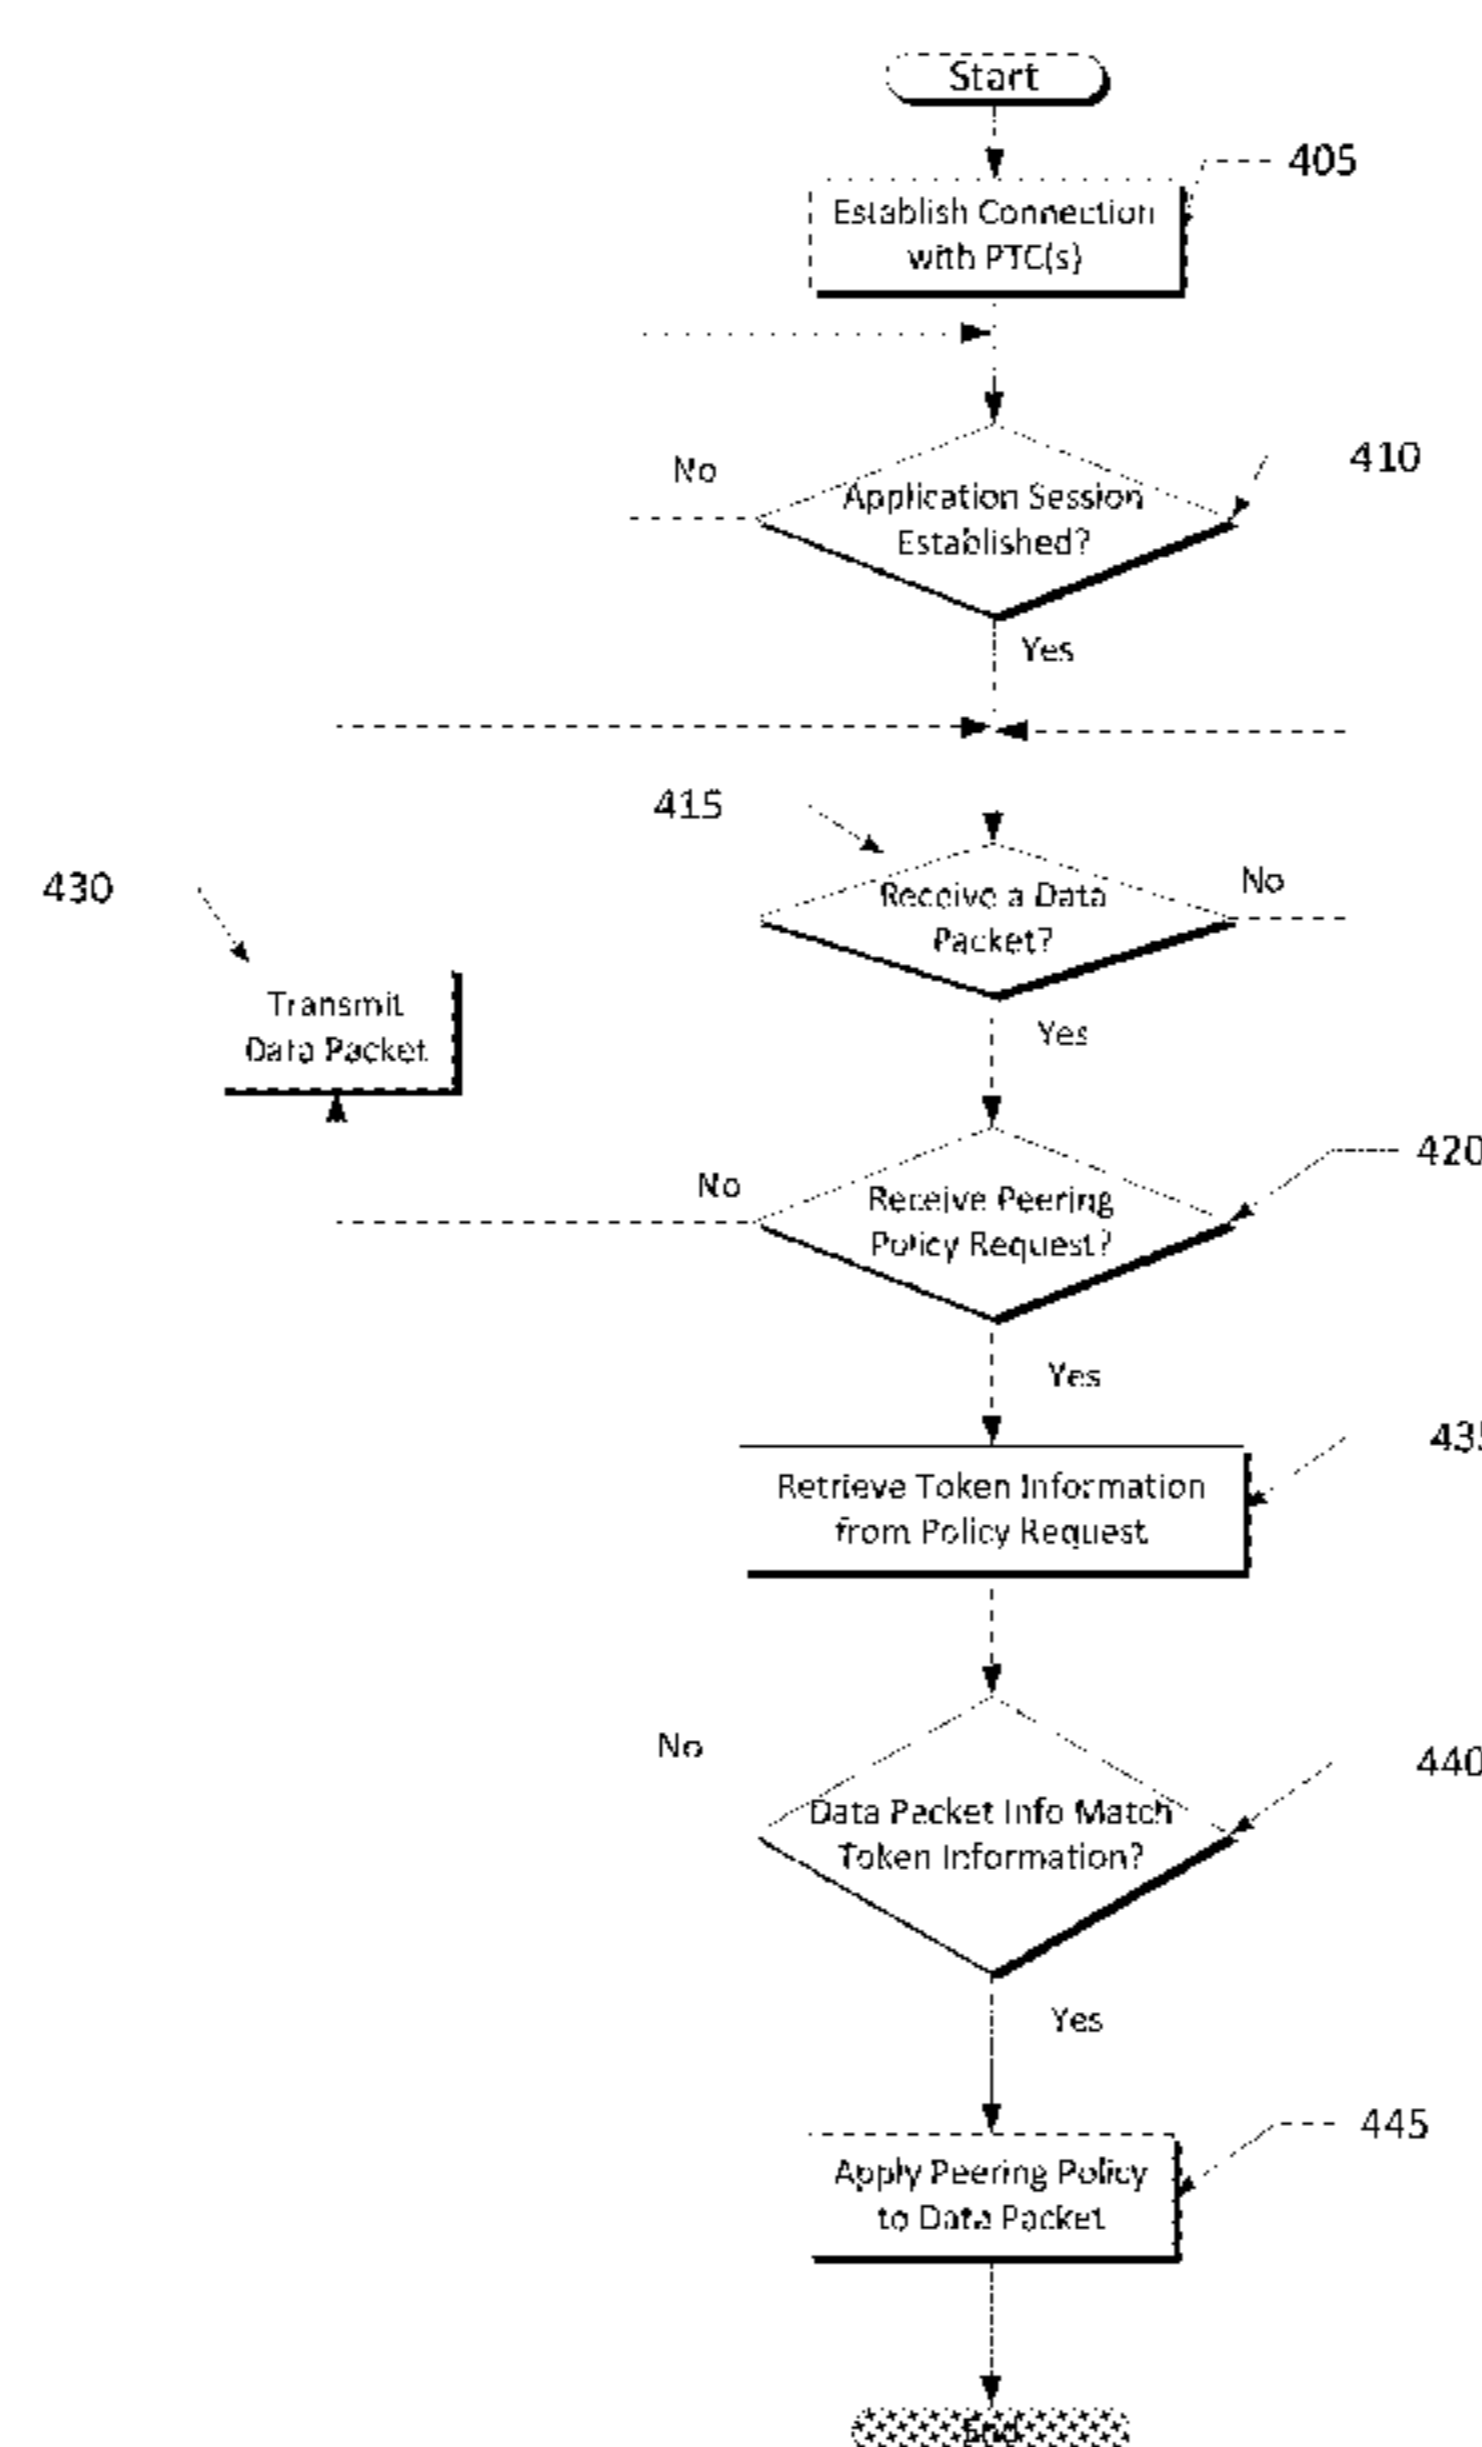 Start
405
Establish Connection
with PTC(s)
No
410
Application Session
Established?
Yes
415
430
Receive a Data
Packet?
No
Transmit
Data Packet
Yes
420
No
Receive Peering
Policy Request?
Yes
435
Retrieve Token Information
from Policy Request
No
440
Data Packet Info Match
Token Information?
Yes
445
Apply Peering Policy
to Data Packet
End